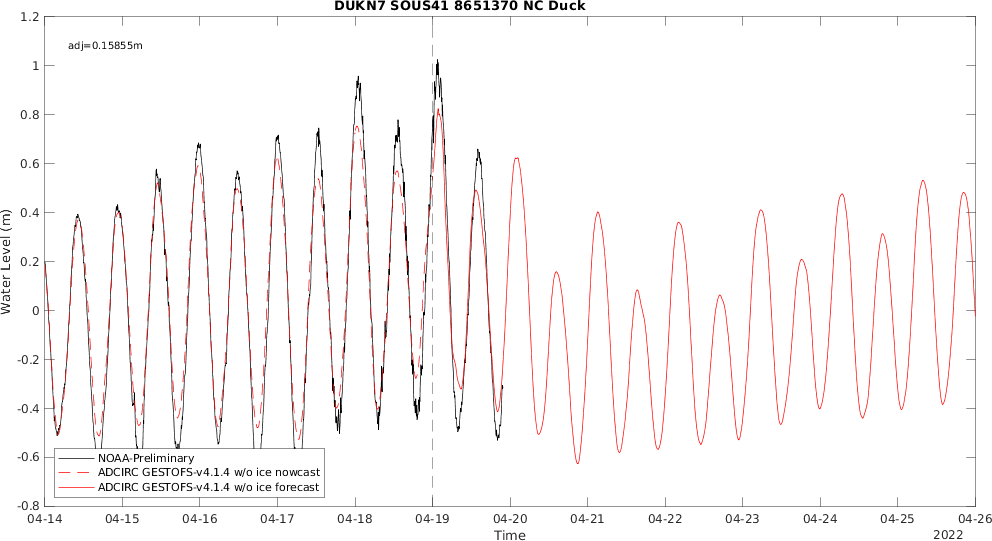 DUKN7 SOUS41 8651370 NC Duck
adj=0.15855m
1.2
1
0.8
0.6
0.4
0.2
0
-0.2
-0.4
-0.6
-0.8
Water Level (m)
NOAA-Preliminary
ADCIRC GESTOFS-v4.1.4 w/o ice nowcast
ADCIRC GESTOFS-v4.1.4 w/o ice forecast
04-14 04-15 04-16 04-17 04-18 04-19 04-20 04-21 04-22 04-23 04-24 04-25 04-26
Time
2022